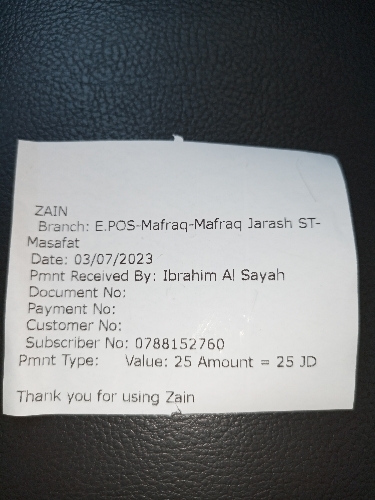 ZAIN
Branch: E.POS-Mafraq-Mafraq Jarash ST-
Masafat
Date: 03/07/2023
Pmnt Received By: Ibrahim Al Sayah
Document No:
Payment No:
Customer No:
Subscriber No: 0788152760
Pmnt Type: Value: 25 Amount = 25 JD
Thank you for using Zain